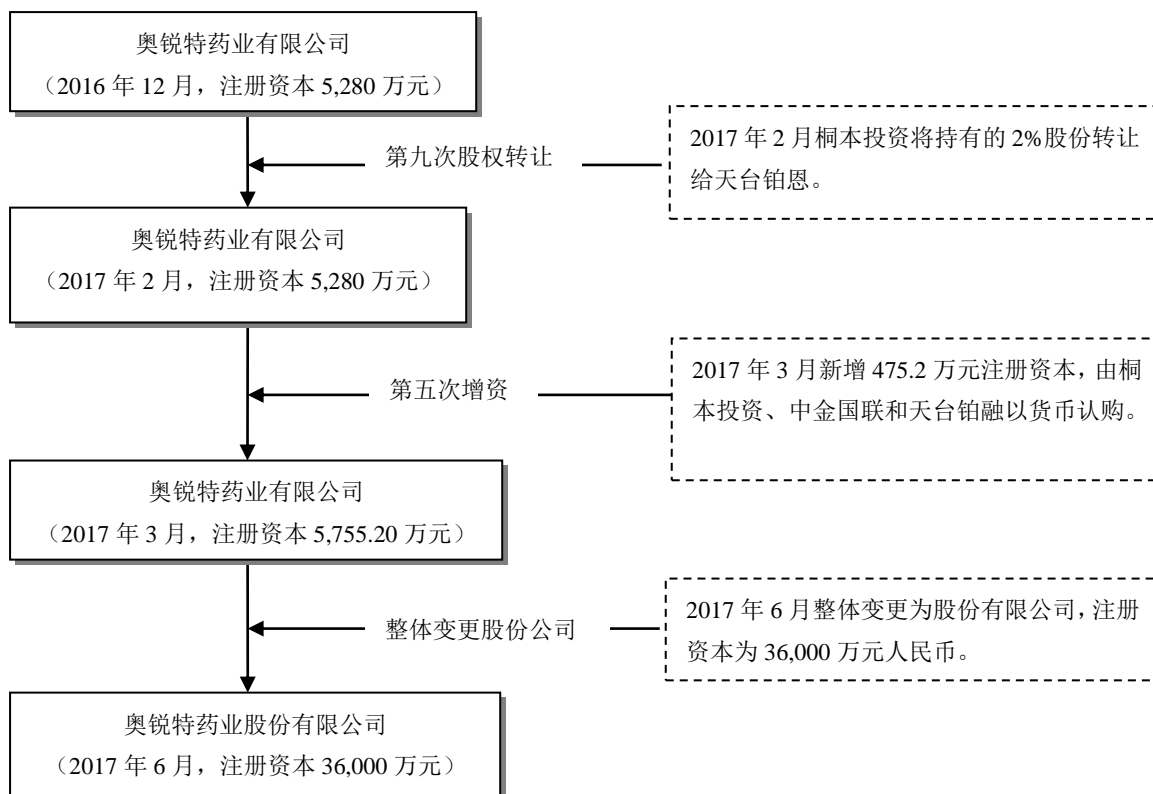 奥锐特药业有限公司
（2016 年 12 月，注册资本 5,280 万元）
第九次股权转让
2017 年 2 月桐本投资将持有的 2%股份转让
给天台铂恩。
奥锐特药业有限公司
（2017 年 2 月，注册资本 5,280 万元）
第五次增资
2017 年 3 月新增 475.2 万元注册资本，由桐
本投资、中金国联和天台铂融以货币认购。
奥锐特药业有限公司
（2017 年 3 月，注册资本 5,755.20 万元）
整体变更股份公司
2017 年 6 月整体变更为股份有限公司，注册
资本为 36,000 万元人民币。
奥锐特药业股份有限公司
（2017 年 6 月，注册资本 36,000 万元）